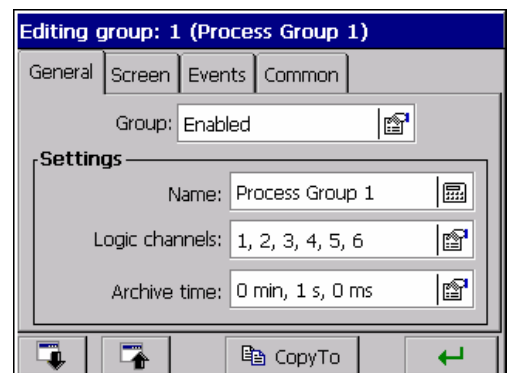 Editing group: 1 (Process Group 1)
General Screen Events Common
Group: Enabled
Settings
Name: Process Group 1
Logic channels: 1, 2, 3, 4, 5, 6
Archive time: 0 min, 1 s, 0 ms
CopyTo